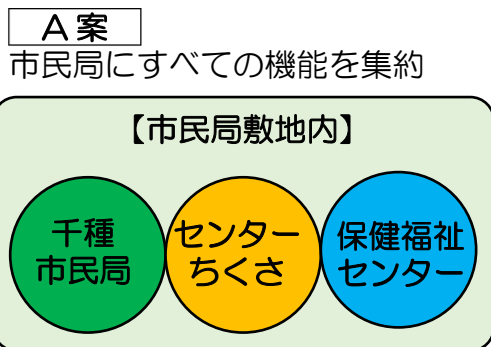 A案
市民局にすべての機能を集約
【市民局敷地内】
千種
市民局
センター
ちくさ
保健福祉
センター